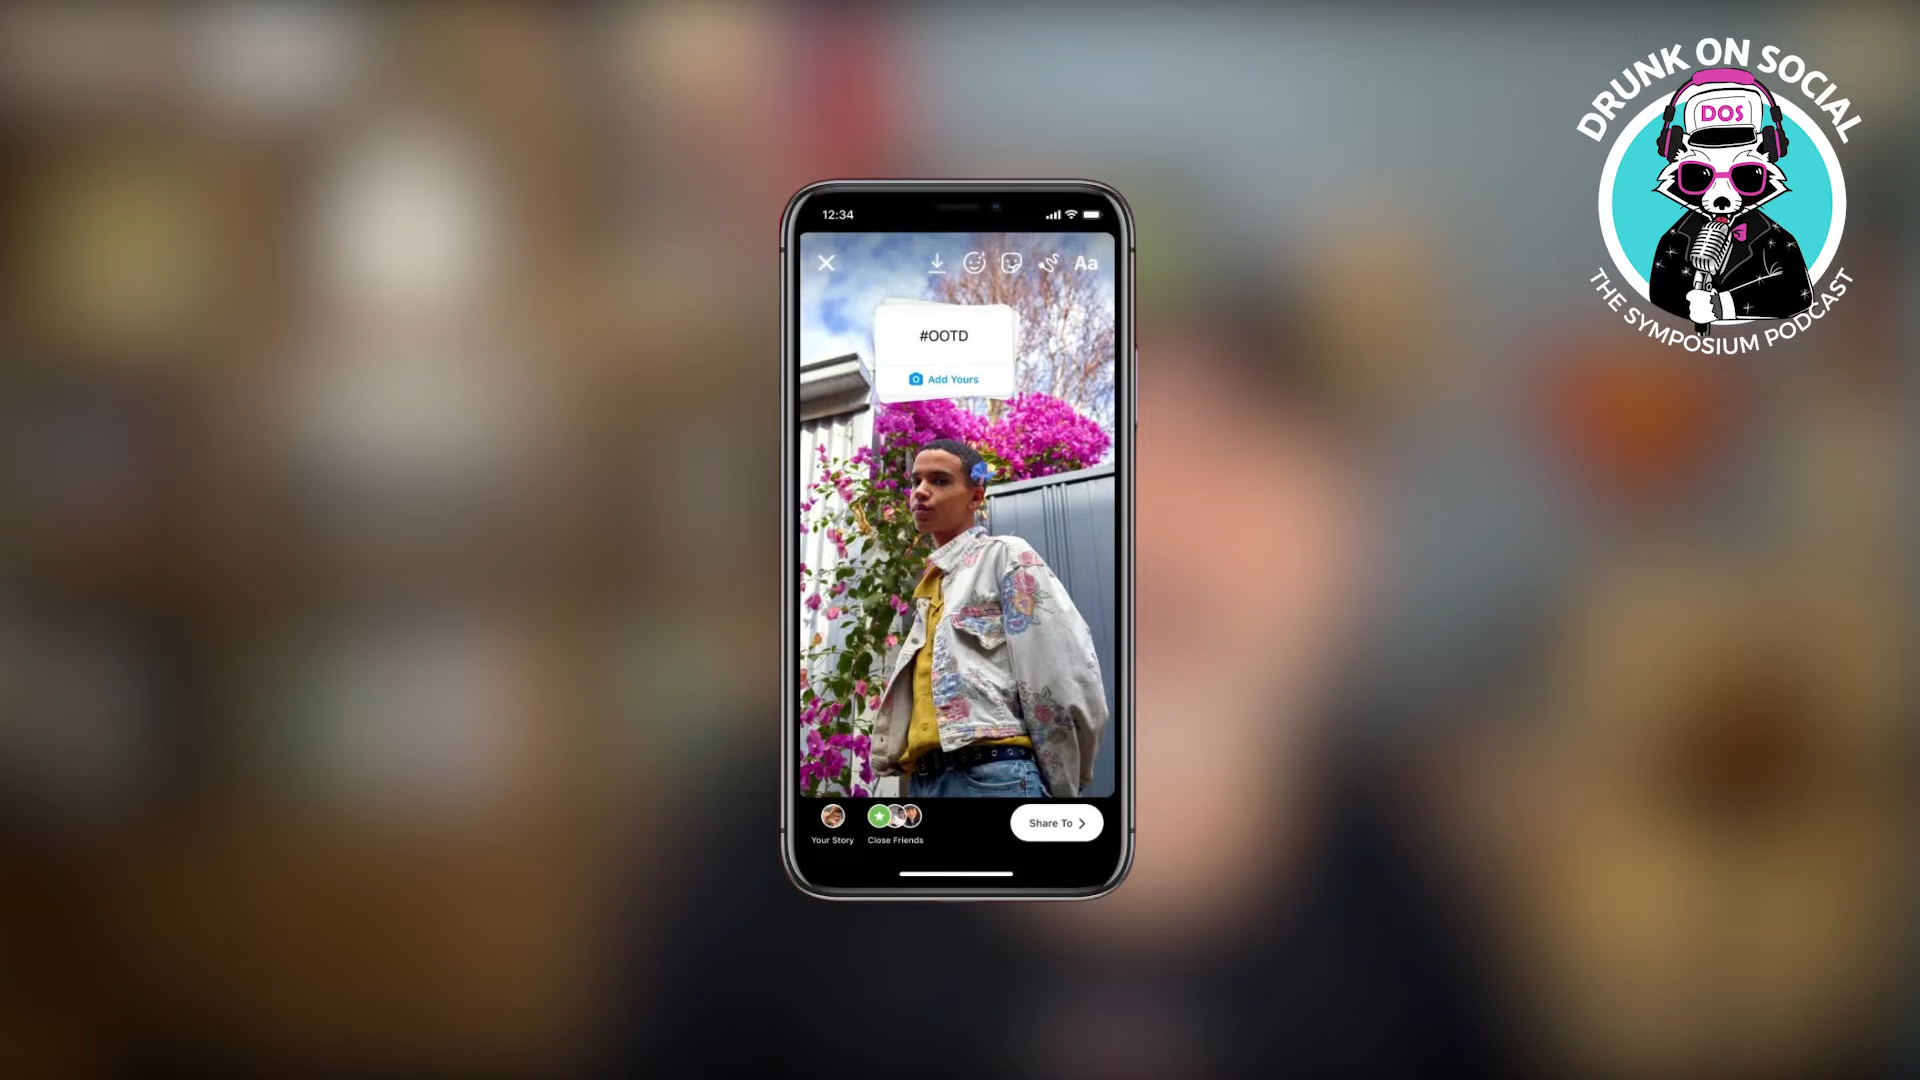 DRUNK ON SOCIAL
DOS
THE SYMPOSIUM PODCAST
12:34
Aa
#OOTD
Add Yours
Your Story
Close Friends
Share To